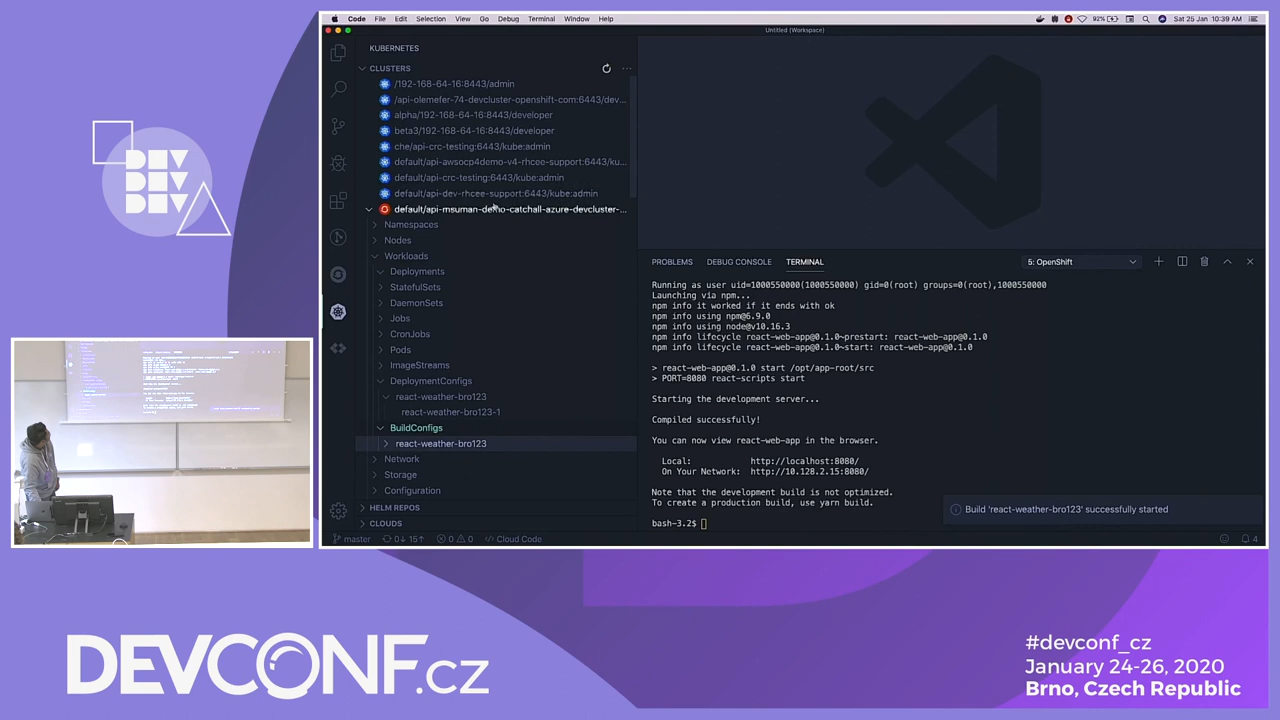 Code File Edit Selection View Go Debug Terminal Window Help
92% Sat 25 Jan 10:39 AM
Untitled (Workspace)
KUBERNETES
CLUSTERS
/192-168-64-16:8443/admin
/api-olemefer-74-devcluster-openshift-com:6443/dev...
alpha/192-168-64-16:8443/developer
beta3/192-168-64-16:8443/developer
che/api-crc-testing:6443/kube:admin
default/api-awsocp4demo-v4-rhcee-support:6443/ku...
default/api-crc-testing:6443/kube:admin
default/api-dev-rhcee-support:6443/kube:admin
default/api-msuman-demo-catchall-azure-devcluster-...
Namespaces
Nodes
Workloads
Deployments
StatefulSets
DaemonSets
Jobs
CronJobs
Pods
ImageStreams
DeploymentConfigs
react-weather-bro123
react-weather-bro123-1
BuildConfigs
react-weather-bro123
Network
Storage
Configuration
HELM REPOS
CLOUDS
master 0↓ 15↑ 0 0 Cloud Code
PROBLEMS DEBUG CONSOLE TERMINAL 5: OpenShift
Running as user uid=1000550000(1000550000) gid=0(root) groups=0(root),1000550000
Launching via npm...
npm info it worked if it ends with ok
npm info using npm@6.9.0
npm info using node@v10.16.3
npm info lifecycle react-web-app@0.1.0~prestart: react-web-app@0.1.0
npm info lifecycle react-web-app@0.1.0~start: react-web-app@0.1.0
> react-web-app@0.1.0 start /opt/app-root/src
> PORT=8080 react-scripts start
Starting the development server...
Compiled successfully!
You can now view react-web-app in the browser.
Local: http://localhost:8080/
On Your Network: http://10.128.2.15:8080/
Note that the development build is not optimized.
To create a production build, use yarn build.
bash-3.2$
Build 'react-weather-bro123' successfully started
4
DEV
DEV
DEV
DEVCONF.cz
#devconf_cz
January 24-26, 2020
Brno, Czech Republic